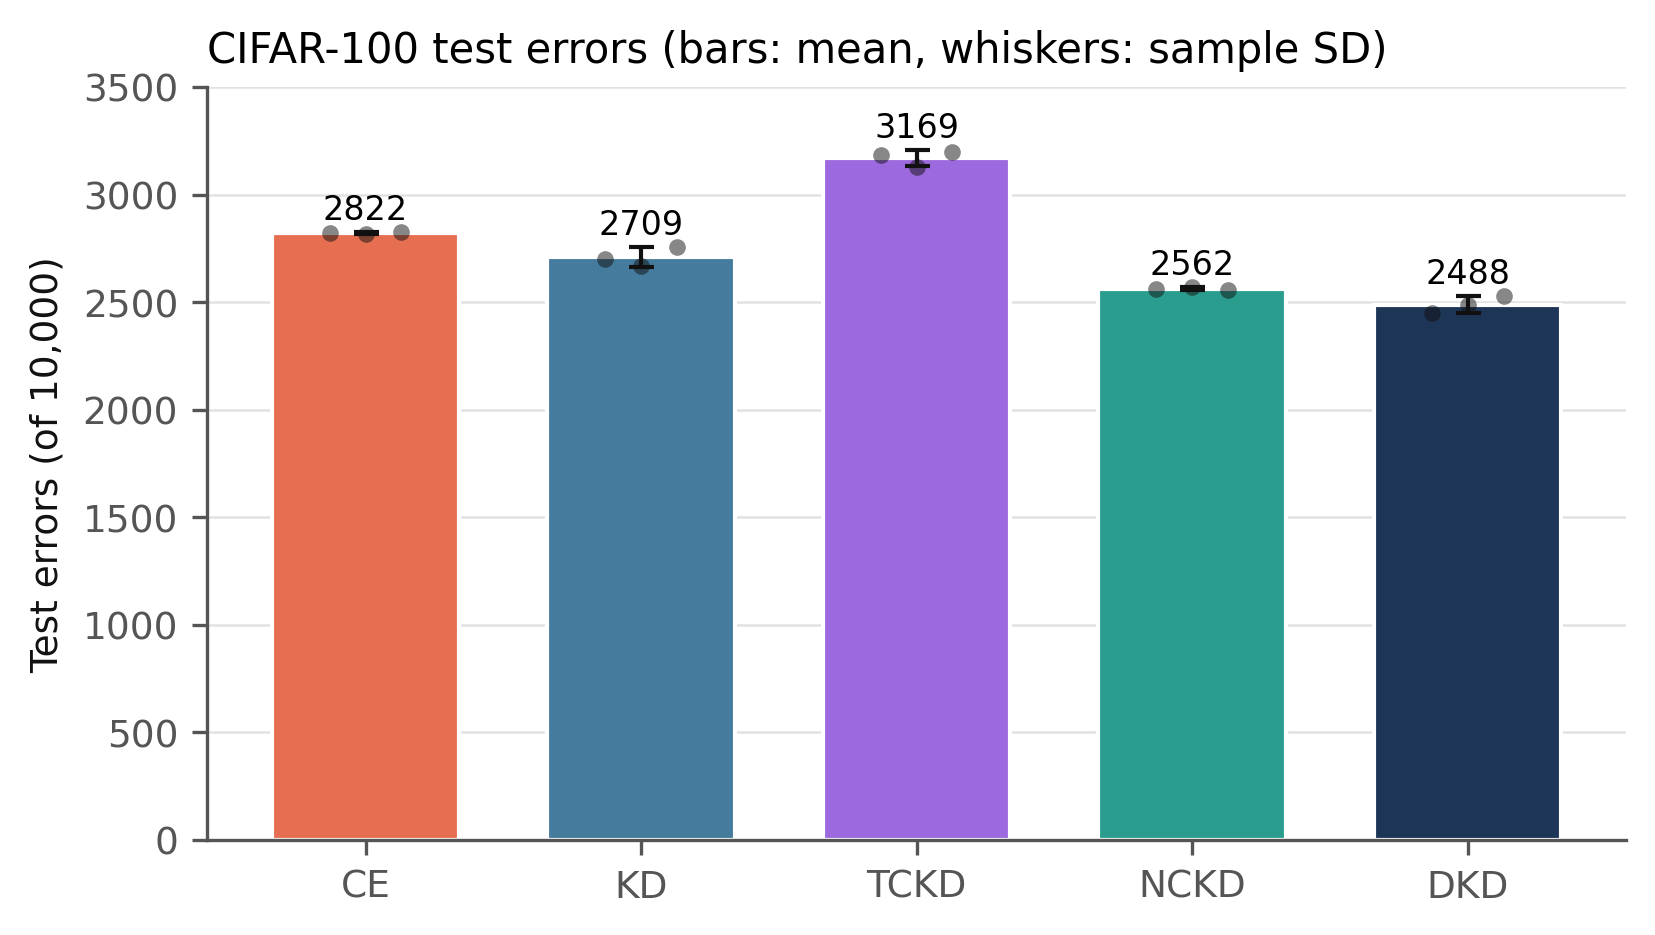 CIFAR-100 test errors (bars: mean, whiskers: sample SD)
Test errors (of 10,000)
3500
3000
2500
2000
1500
1000
500
0
2822
2709
3169
2562
2488
CE
KD
TCKD
NCKD
DKD